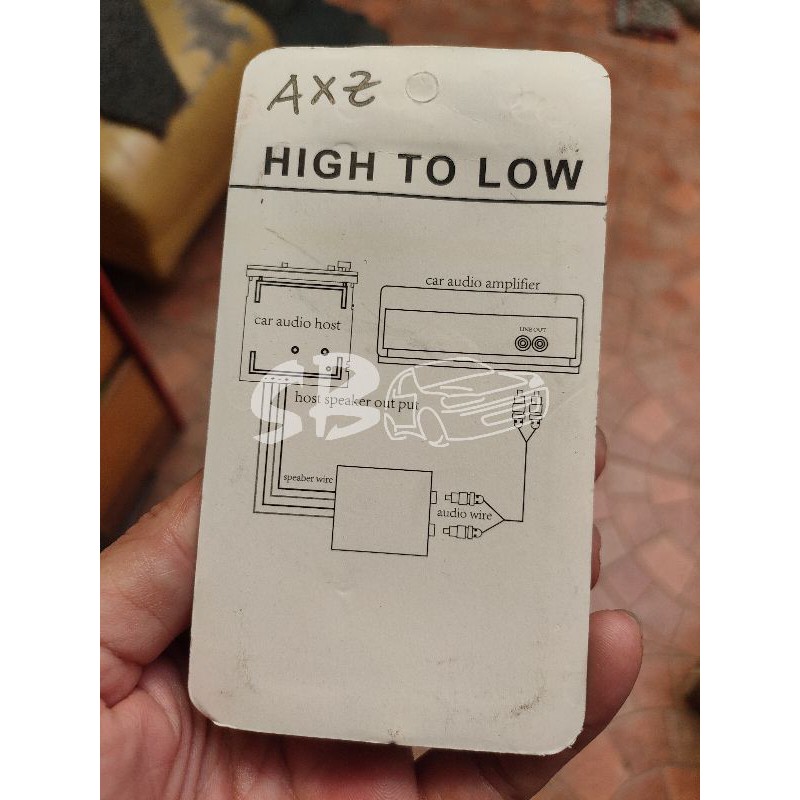 AXZ
HIGH TO LOW
car audio amplifier
car audio host
LINE OUT
SB
host speaker out put
speaber wire
audio wire